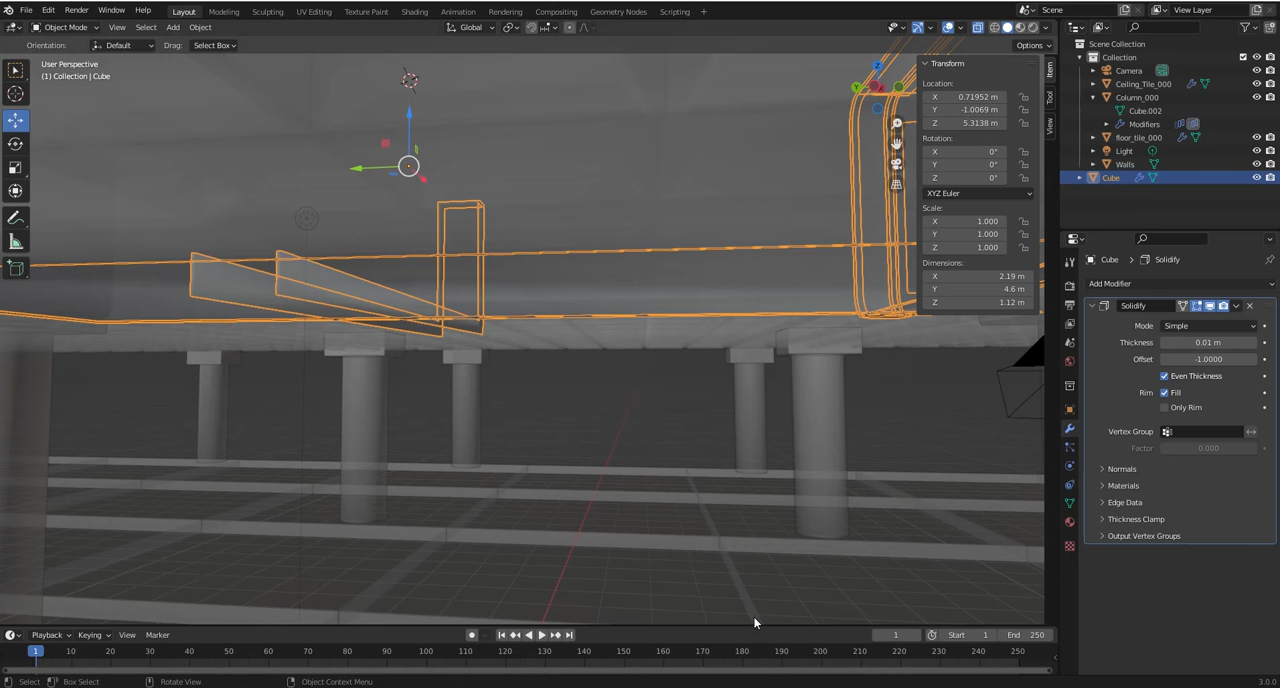 File Edit Render Window Help Layout Modeling Sculpting UV Editing Texture Paint Shading Animation Rendering Compositing Geometry Nodes Scripting Scene View Layer
Object Mode View Select Add Object Global
Orientation: Default Drag: Select Box Options
User Perspective
(1) Collection | Cube
Transform
Location:
X 0.71952 m
Y -1.0069 m
Z 5.3138 m
Rotation:
X 0°
Y 0°
Z 0°
XYZ Euler
Scale:
X 1.000
Y 1.000
Z 1.000
Dimensions:
X 2.19 m
Y 4.6 m
Z 1.12 m
Item
Tool
View
Z
Y
X
Scene Collection
Collection
Camera
Ceiling_Tile_000
Column_000
Cube.002
Modifiers
floor_tile_000
Light
Walls
Cube
Cube Solidify
Add Modifier
Solidify
Mode Simple
Thickness 0.01 m
Offset -1.0000
Even Thickness
Rim Fill
Only Rim
Vertex Group
Factor 0.000
Normals
Materials
Edge Data
Thickness Clamp
Output Vertex Groups
Playback Keying View Marker 1 Start 1 End 250
1 10 20 30 40 50 60 70 80 90 100 110 120 130 140 150 160 170 180 190 200 210 220 230 240 250
Select Box Select Rotate View Object Context Menu 3.0.0